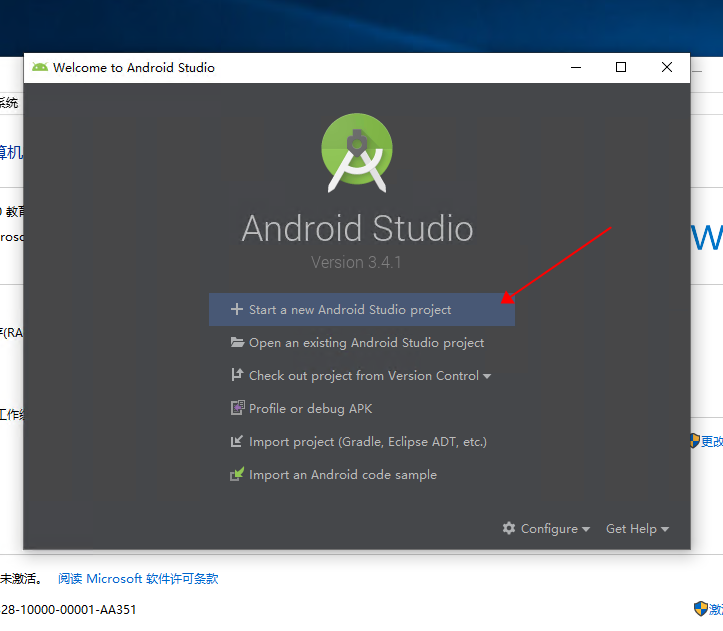 Welcome to Android Studio
系统
算机
Android Studio
Version 3.4.1
Start a new Android Studio project
Open an existing Android Studio project
Check out project from Version Control
Profile or debug APK
Import project (Gradle, Eclipse ADT, etc.)
Import an Android code sample
Configure
Get Help
教育
W
(RA
工作组
更改
未激活。 阅读 Microsoft 软件许可条款
28-10000-00001-AA351
激活